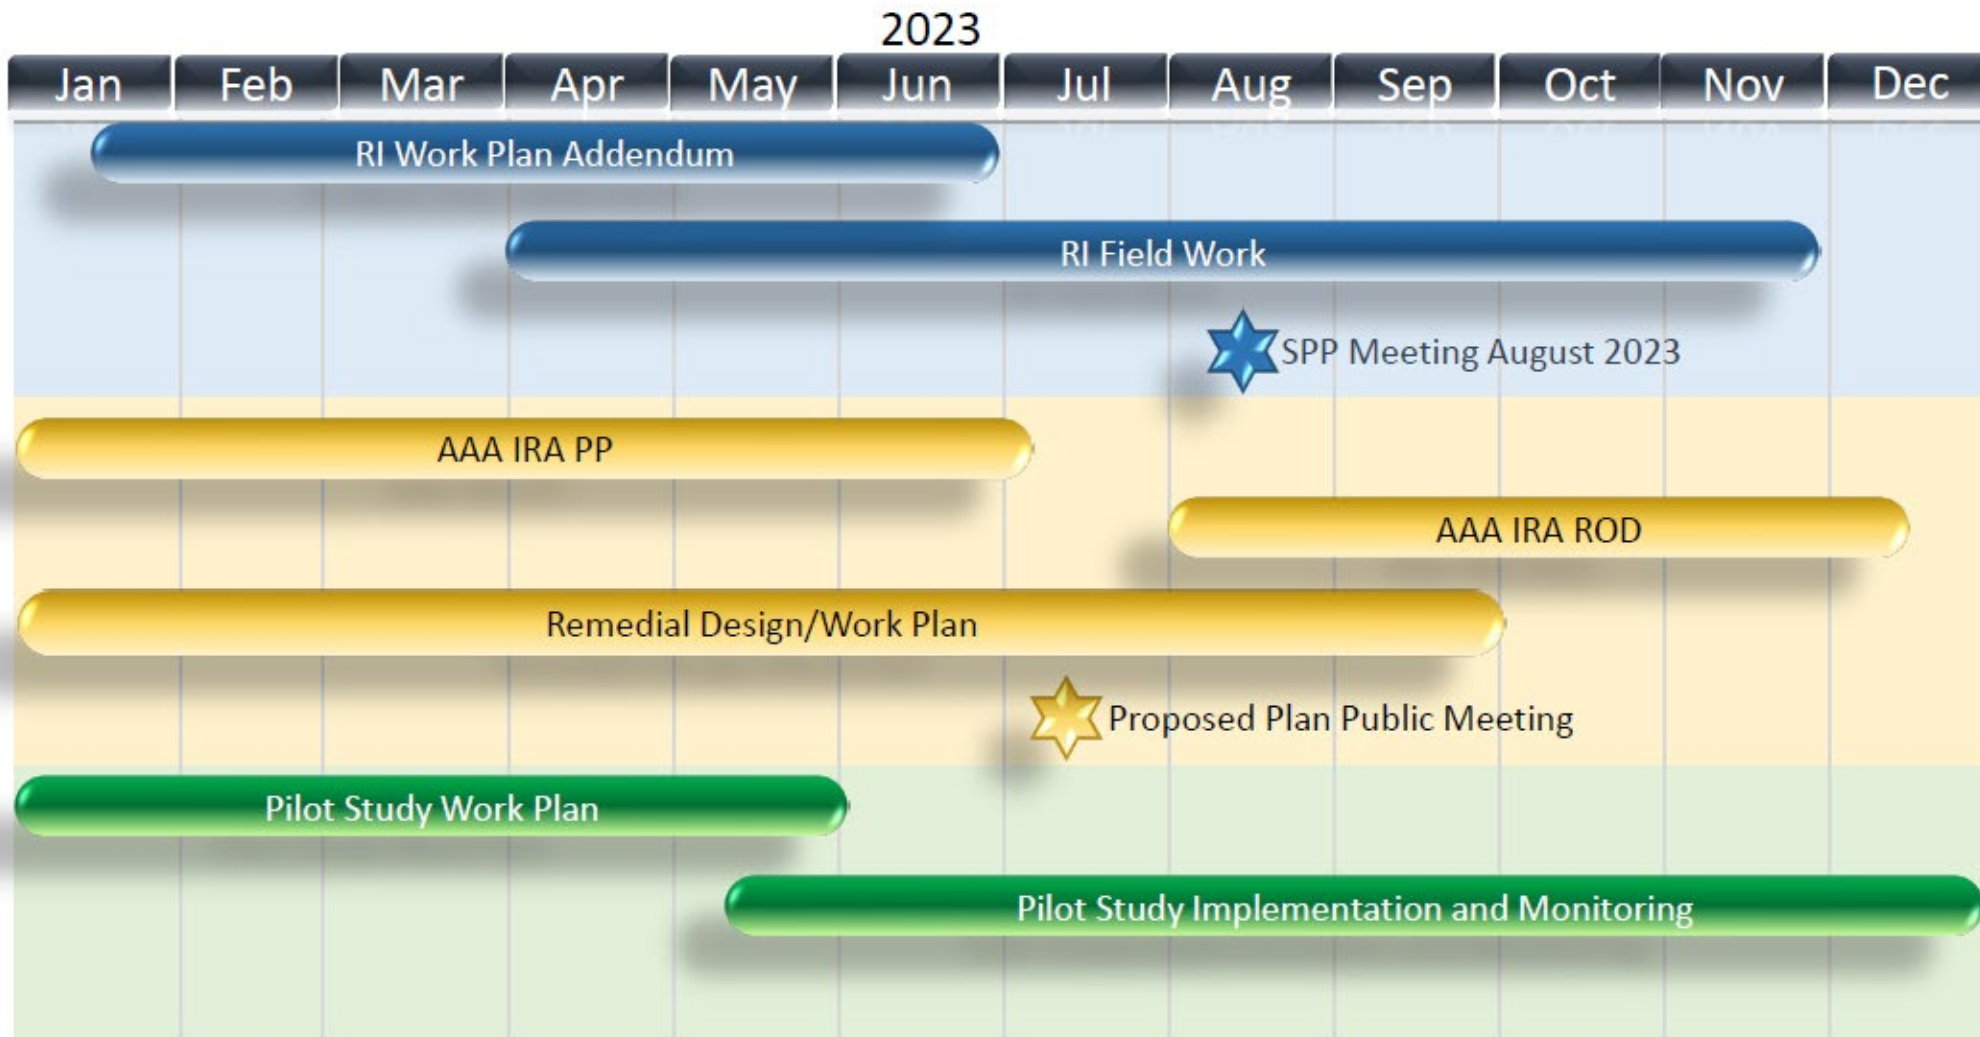 2023
Jan Feb Mar Apr May Jun Jul Aug Sep Oct Nov Dec
RI Work Plan Addendum
RI Field Work
SPP Meeting August 2023
AAA IRA PP
AAA IRA ROD
Remedial Design/Work Plan
Proposed Plan Public Meeting
Pilot Study Work Plan
Pilot Study Implementation and Monitoring